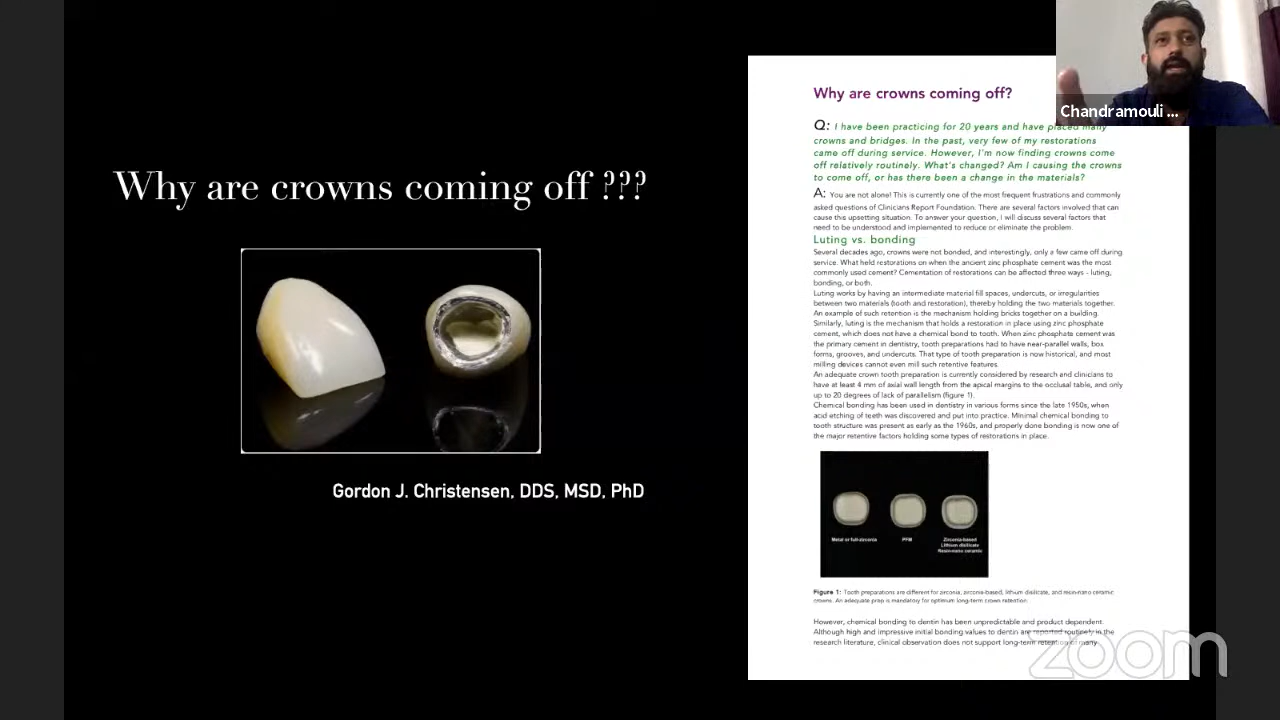 Why are crowns coming off ???
Gordon J. Christensen, DDS, MSD, PhD
Why are crowns coming off?
Q: I have been practicing for 20 years and have placed many
crowns and bridges. In the past, very few of my restorations
came off during service. However, I'm now finding crowns come
off relatively routinely. What's changed? Am I causing the crowns
to come off, or has there been a change in the materials?
A: You are not alone! This is currently one of the most frequent frustrations and commonly
asked questions of Clinicians Report Foundation. There are several factors involved that can
cause this upsetting situation. To answer your question, I will discuss several factors that
need to be understood and implemented to reduce or eliminate the problem.
Luting vs. bonding
Several decades ago, crowns were not bonded, and interestingly, only a few came off during
service. What held restorations on when the ancient zinc phosphate cement was the most
commonly used cement? Cementation of restorations can be affected three ways - luting,
bonding, or both.
Luting works by having an intermediate material fill spaces, undercuts, or irregularities
between two materials (tooth and restoration), thereby holding the two materials together.
An example of such retention is the mechanism holding bricks together on a building.
Similarly, luting is the mechanism that holds a restoration in place using zinc phosphate
cement, which does not have a chemical bond to tooth. When zinc phosphate cement was
the primary cement in dentistry, tooth preparations had to have near-parallel walls, box
forms, grooves, and undercuts. That type of tooth preparation is now historical, and most
milling devices cannot even mill such retentive features.
An adequate crown tooth preparation is currently considered by research and clinicians to
have at least 4 mm of axial wall length from the apical margins to the occlusal table, and only
up to 20 degrees of lack of parallelism (figure 1).
Chemical bonding has been used in dentistry in various forms since the late 1950s, when
acid etching of teeth was discovered and put into practice. Minimal chemical bonding to
tooth structure was present as early as the 1960s, and properly done bonding is now one of
the major retentive factors holding some types of restorations in place.
Metal or full-zirconia
PFM
Zirconia-based
Lithium disilicate
Resin-nano ceramic
Figure 1: Tooth preparations are different for zirconia, zirconia-based, lithium disilicate, and resin-nano ceramic
crowns. An adequate prep is mandatory for optimum long-term crown retention.
However, chemical bonding to dentin has been unpredictable and product dependent.
Although high and impressive initial bonding values to dentin are reported routinely in the
research literature, clinical observation does not support long-term retention of many
Chandramouli ...
zoom